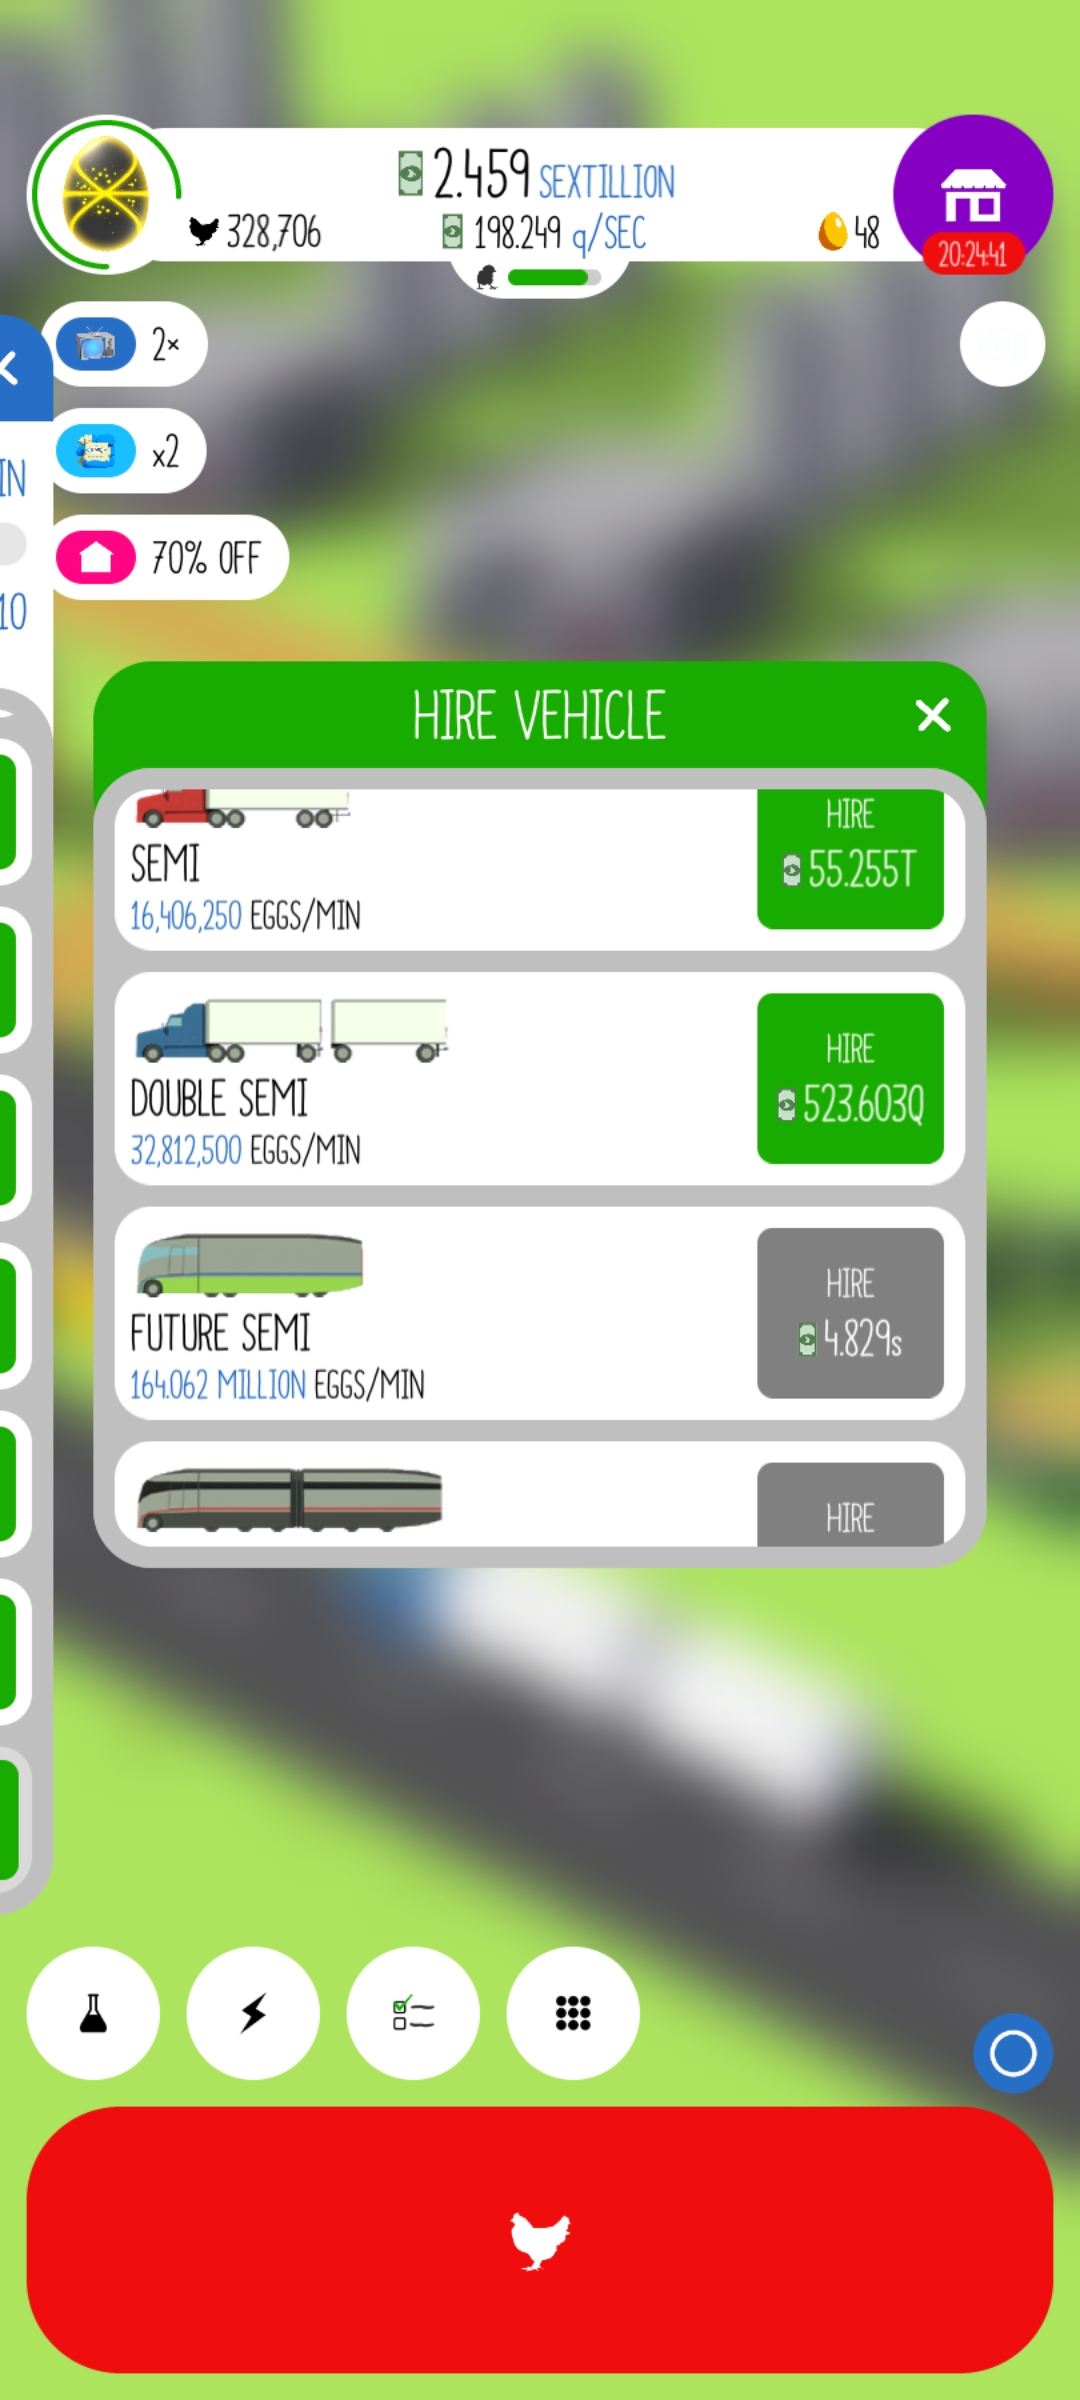 2.459 SEXTILLION
328,706
198.249 q/SEC
48
20:24:41
2×
x2
IN
70% OFF
10
HIRE VEHICLE
HIRE
55.255T
SEMI
16,406,250 EGGS/MIN
HIRE
523.603Q
DOUBLE SEMI
32,812,500 EGGS/MIN
HIRE
4.829s
FUTURE SEMI
164.062 MILLION EGGS/MIN
HIRE